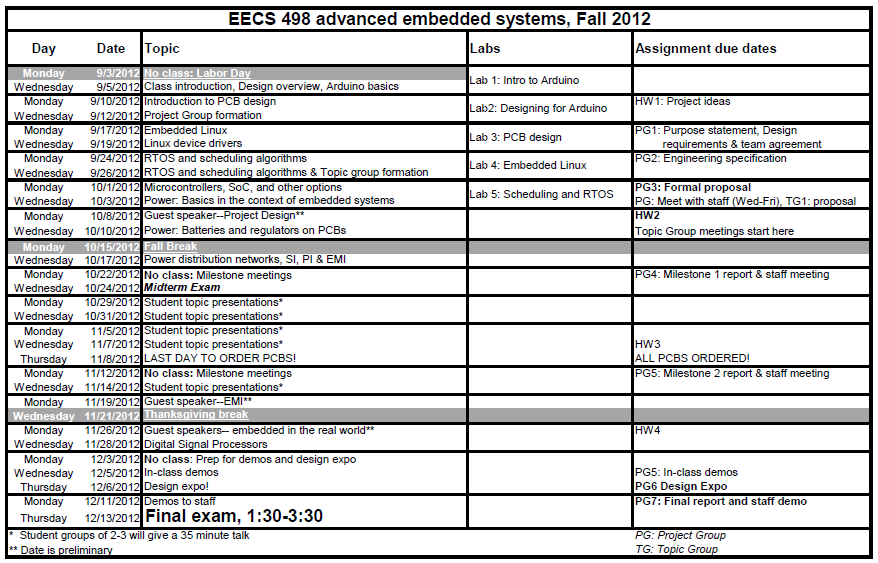 EECS 498 advanced embedded systems, Fall 2012
Day Date Topic Labs Assignment due dates
Monday 9/3/2012 No class: Labor Day
Lab 1: Intro to Arduino
Wednesday 9/5/2012 Class introduction, Design overview, Arduino basics
Monday 9/10/2012 Introduction to PCB design HW1: Project ideas
Lab2: Designing for Arduino
Wednesday 9/12/2012 Project Group formation
Monday 9/17/2012 Embedded Linux PG1: Purpose statement, Design
Lab 3: PCB design
Wednesday 9/19/2012 Linux device drivers requirements & team agreement
Monday 9/24/2012 RTOS and scheduling algorithms PG2: Engineering specification
Lab 4: Embedded Linux
Wednesday 9/26/2012 RTOS and scheduling algorithms & Topic group formation
Monday 10/1/2012 Microcontrollers, SoC, and other options PG3: Formal proposal
Lab 5: Scheduling and RTOS
Wednesday 10/3/2012 Power: Basics in the context of embedded systems PG: Meet with staff (Wed-Fri), TG1: proposal
Monday 10/8/2012 Guest speaker--Project Design** HW2
Wednesday 10/10/2012 Power: Batteries and regulators on PCBs Topic Group meetings start here
Monday 10/15/2012 Fall Break
Wednesday 10/17/2012 Power distribution networks, SI, PI & EMI
Monday 10/22/2012 No class: Milestone meetings PG4: Milestone 1 report & staff meeting
Wednesday 10/24/2012 Midterm Exam
Monday 10/29/2012 Student topic presentations*
Wednesday 10/31/2012 Student topic presentations*
Monday 11/5/2012 Student topic presentations*
Wednesday 11/7/2012 Student topic presentations* HW3
Thursday 11/8/2012 LAST DAY TO ORDER PCBS! ALL PCBS ORDERED!
Monday 11/12/2012 No class: Milestone meetings PG5: Milestone 2 report & staff meeting
Wednesday 11/14/2012 Student topic presentations*
Monday 11/19/2012 Guest speaker--EMI**
Wednesday 11/21/2012 Thanksgiving break
Monday 11/26/2012 Guest speakers-- embedded in the real world** HW4
Wednesday 11/28/2012 Digital Signal Processors
Monday 12/3/2012 No class: Prep for demos and design expo
Wednesday 12/5/2012 In-class demos PG5: In-class demos
Thursday 12/6/2012 Design expo! PG6 Design Expo
Monday 12/11/2012 Demos to staff PG7: Final report and staff demo
Thursday 12/13/2012 Final exam, 1:30-3:30
* Student groups of 2-3 will give a 35 minute talk PG: Project Group
** Date is preliminary TG: Topic Group